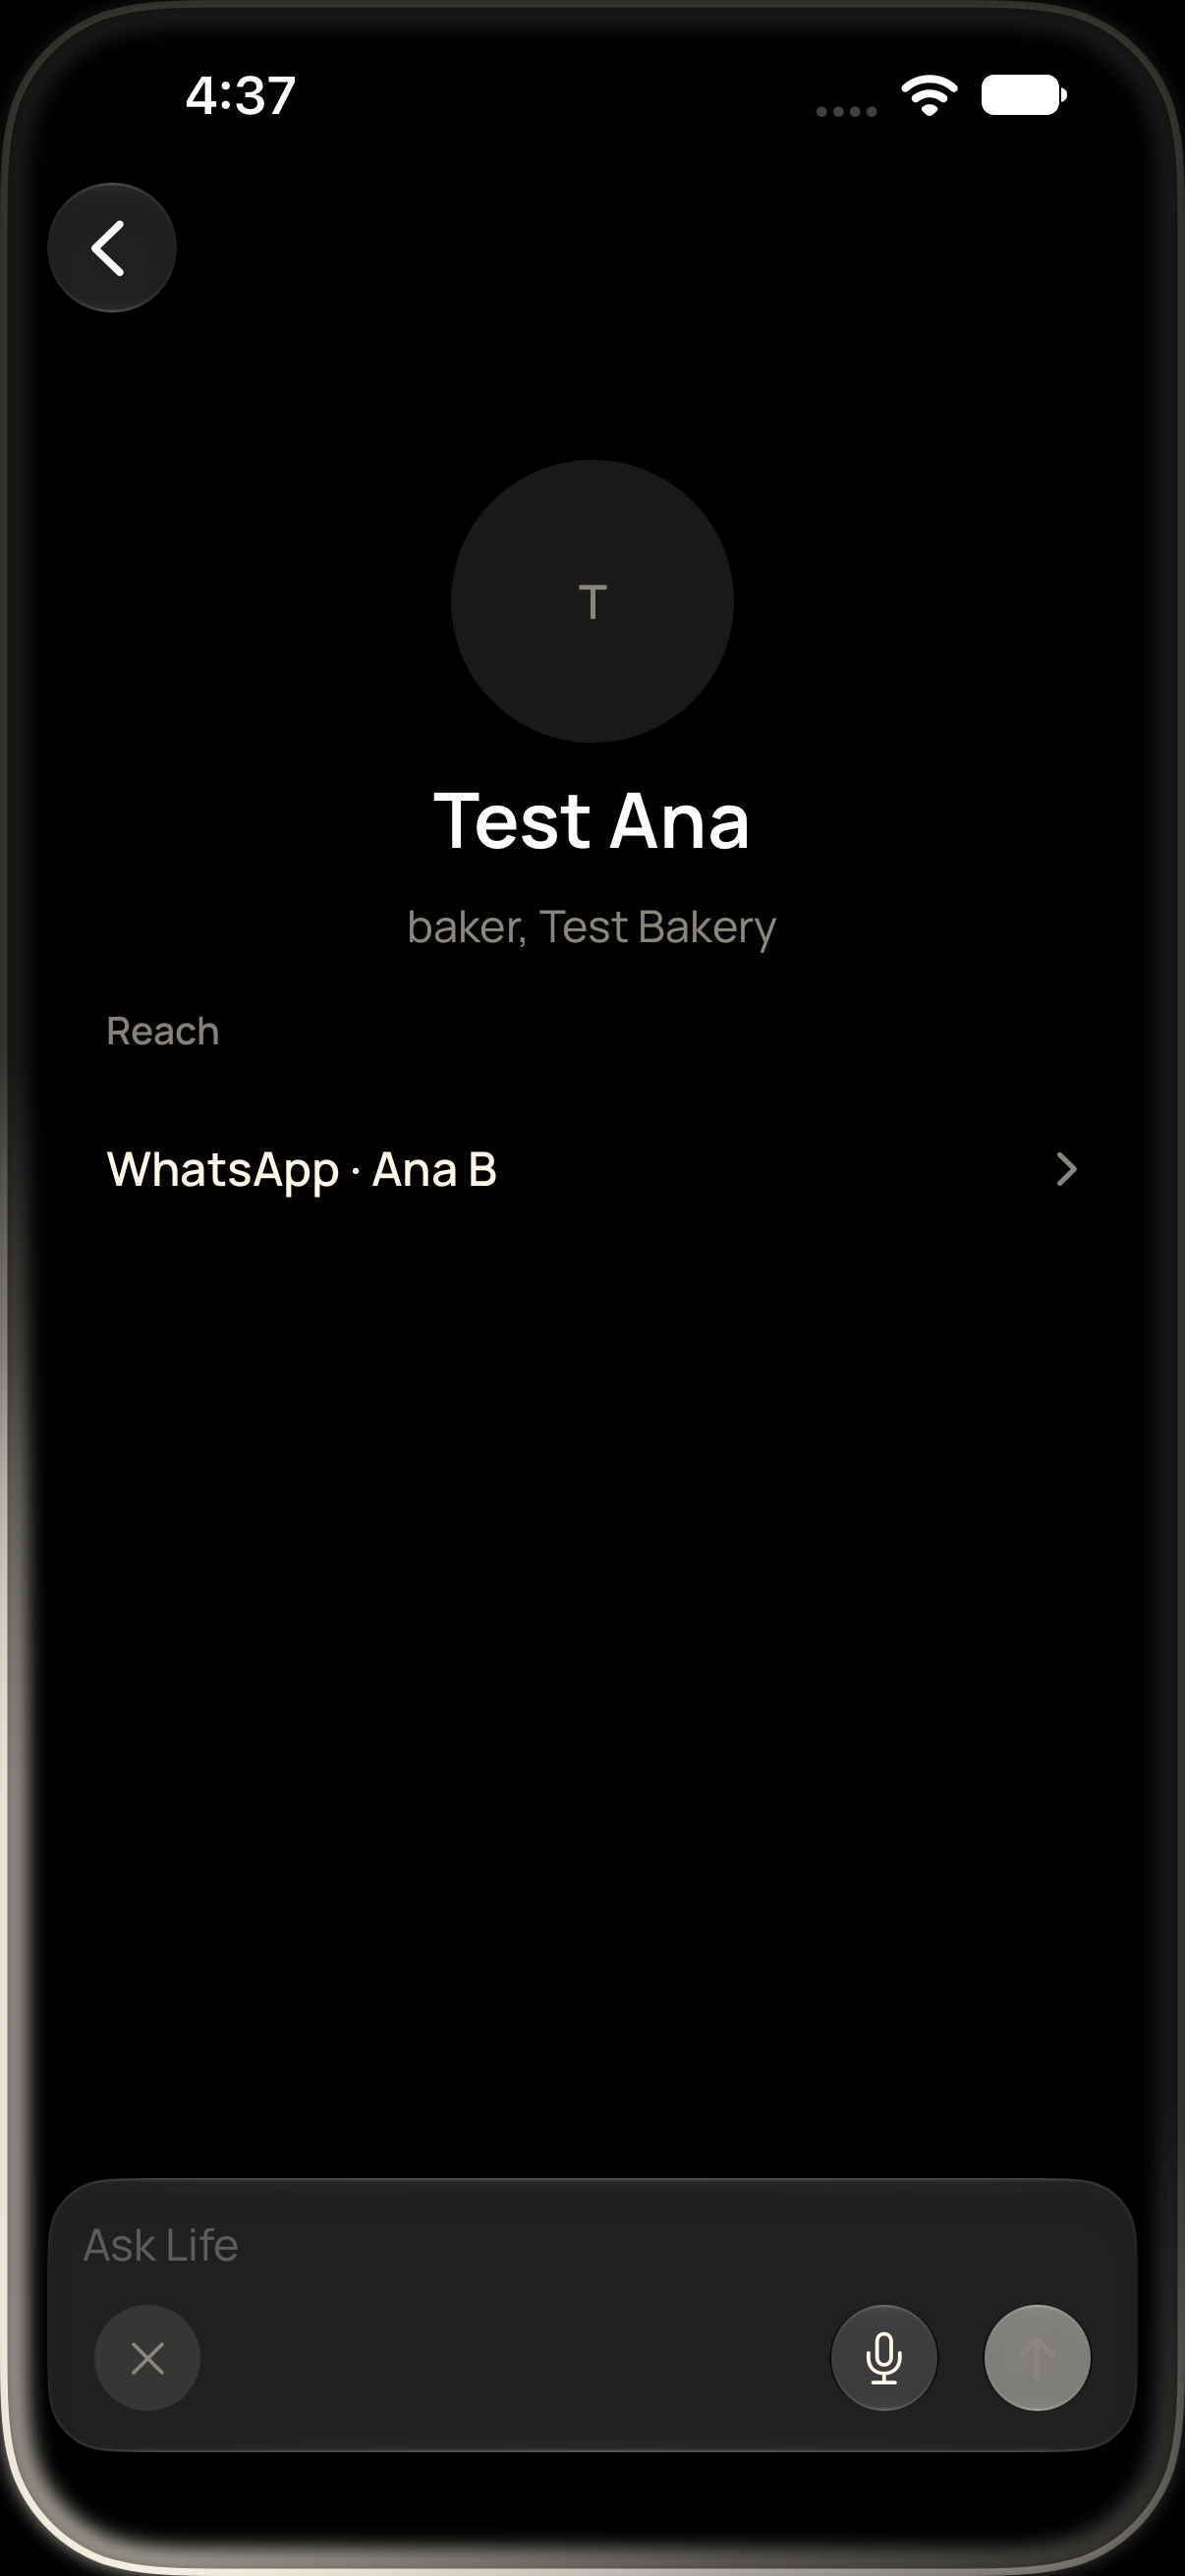 4:37
T
Test Ana
baker, Test Bakery
Reach
WhatsApp · Ana B
Ask Life